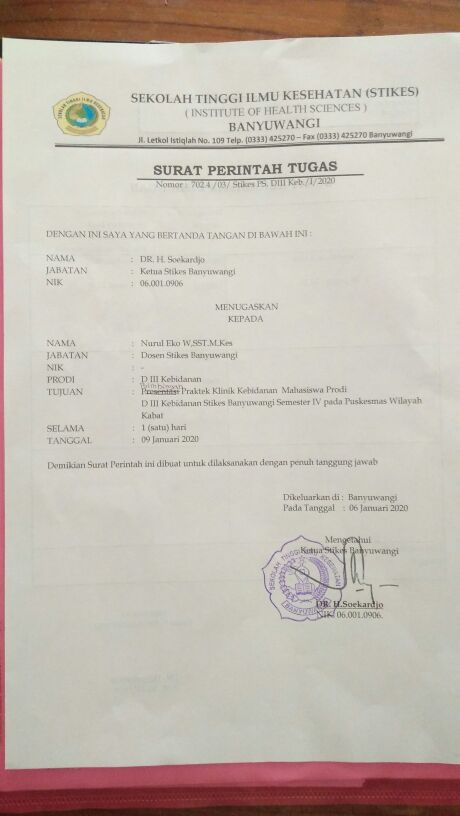 SEKOLAH TINGGI ILMU KESEHATAN (STIKES)
( INSTITUTE OF HEALTH SCIENCES )
BANYUWANGI
Jl. Letkol Istiqlah No. 109 Telp. (0333) 425270 – Fax (0333) 425270 Banyuwangi
SURAT PERINTAH TUGAS
Nomor : 702.4 /03/ Stikes PS. DIII Keb./I/2020
DENGAN INI SAYA YANG BERTANDA TANGAN DI BAWAH INI :
NAMA : DR. H. Soekardjo
JABATAN : Ketua Stikes Banyuwangi
NIK : 06.001.0906
MENUGASKAN
KEPADA
NAMA : Nurul Eko W,SST.M.Kes
JABATAN : Dosen Stikes Banyuwangi
NIK : -
PRODI : D III Kebidanan
TUJUAN : Presentasi Praktek Klinik Kebidanan Mahasiswa Prodi
D III Kebidanan Stikes Banyuwangi Semester IV pada Puskesmas Wilayah
Kabat
SELAMA : 1 (satu) hari
TANGGAL : 09 Januari 2020
Demikian Surat Perintah ini dibuat untuk dilaksanakan dengan penuh tanggung jawab
Dikeluarkan di : Banyuwangi
Pada Tanggal : 06 Januari 2020
Mengetahui
Ketua Stikes Banyuwangi
SEKOLAH TINGGI ILMU KESEHATAN
BANYUWANGI
DR. H.Soekardjo
NIK. 06.001.0906.